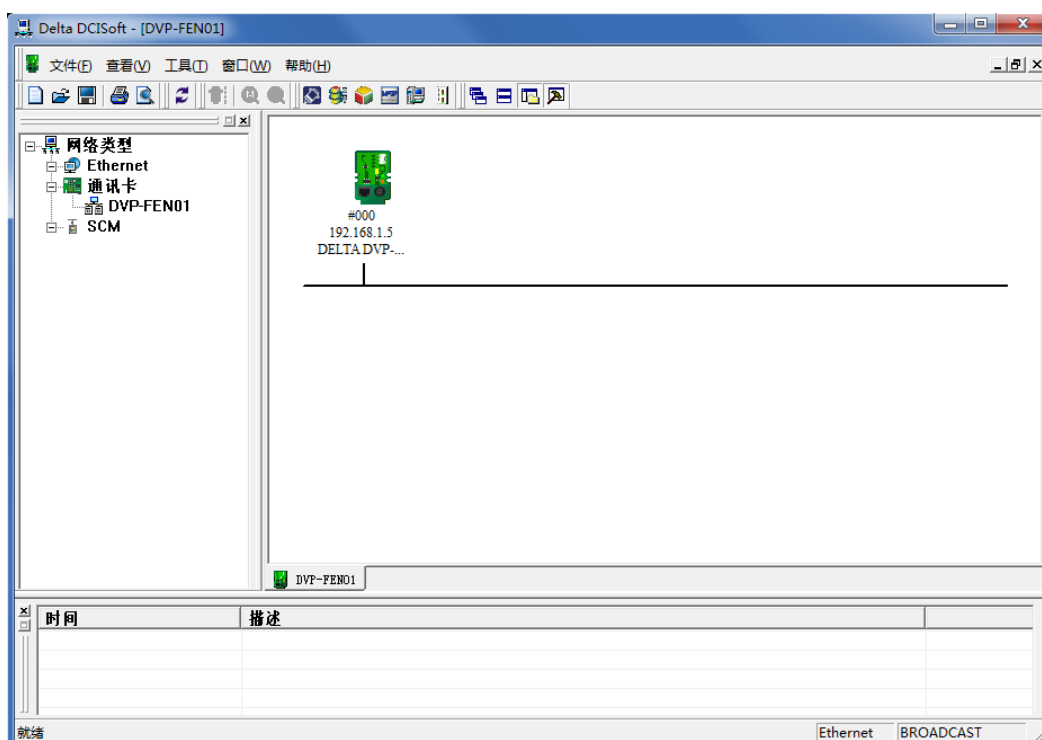 Delta DCISoft - [DVP-FEN01]
文件(F) 查看(V) 工具(T) 窗口(W) 帮助(H)
网络类型
Ethernet
通讯卡
DVP-FEN01
SCM
#000
192.168.1.5
DELTA DVP-...
DVP-FEN01
时间 描述
就绪 Ethernet BROADCAST